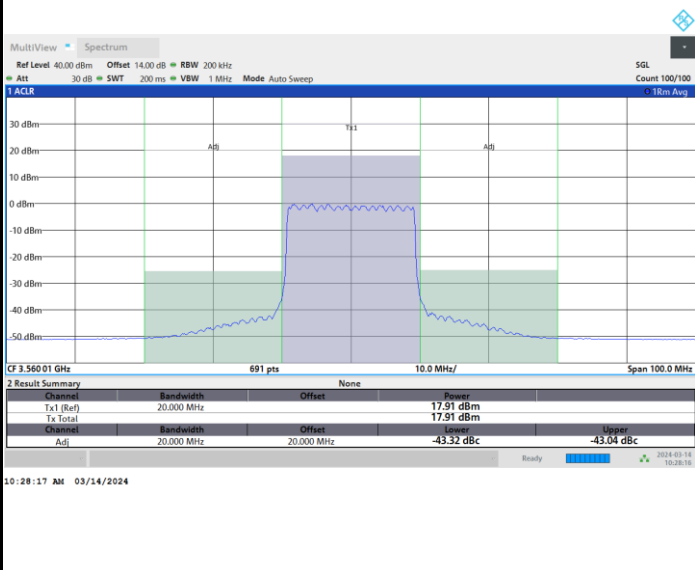 MultiView Spectrum
Ref Level 40.00 dBm Offset 14.00 dB RBW 200 kHz SGL
Att 30 dB SWT 200 ms VBW 1 MHz Mode Auto Sweep Count 100/100
1 ACLR 1Rm Avg
30 dBm
Tx1
20 dBm Adj Adj
10 dBm
0 dBm
-10 dBm
-20 dBm
-30 dBm
-40 dBm
-50 dBm
CF 3.56001 GHz 691 pts 10.0 MHz/ Span 100.0 MHz
2 Result Summary None
Channel Bandwidth Offset Power
Tx1 (Ref) 20.000 MHz 17.91 dBm
Tx Total 17.91 dBm
Channel Bandwidth Offset Lower Upper
Adj 20.000 MHz 20.000 MHz -43.32 dBc -43.04 dBc
Ready 2024-03-14
10:28:16
10:28:17 AM 03/14/2024